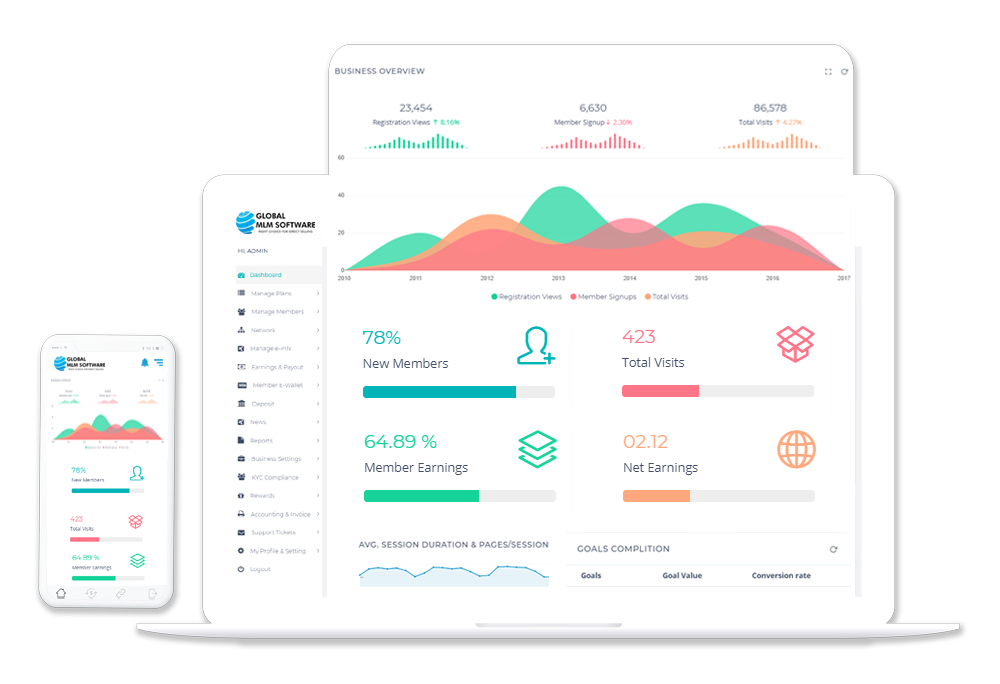 BUSINESS OVERVIEW
23,454
Registration Views ↑ 8.16%
6,630
Member Signup ↓ 2.30%
86,578
Total Visits ↑ 4.27%
60
40
20
0
2010 2011 2012 2013 2014 2015 2016 2017
Registration Views Member Signups Total Visits
GLOBAL
MLM SOFTWARE
RIGHT CHOICE FOR DIRECT SELLING
HI, ADMIN
Dashboard
Manage Plans
Manage Members
Network
Manage e-Pins
Earnings & Payout
Member E-Wallet
Deposit
News
Reports
Business Settings
KYC Compliance
Rewards
Accounting & Invoice
Support Tickets
My Profile & Setting
Logout
78%
New Members
423
Total Visits
64.89 %
Member Earnings
02.12
Net Earnings
AVG. SESSION DURATION & PAGES/SESSION
GOALS COMPLITION
Goals Goal Value Conversion rate
GLOBAL
MLM SOFTWARE
78%
New Members
423
Total Visits
64.89 %
Member Earnings